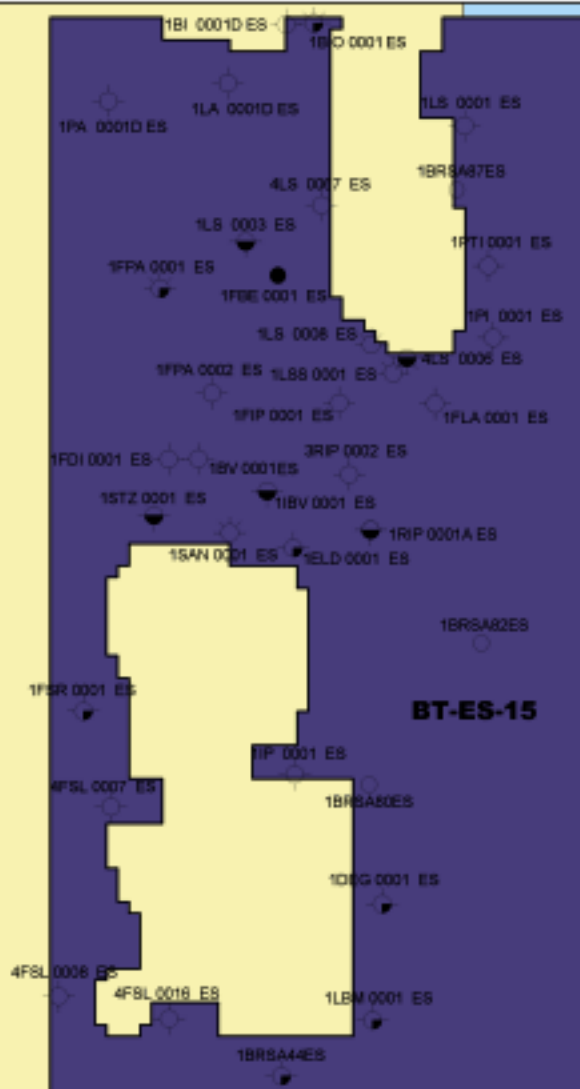 1BI 0001D ES
1BIO 0001 ES
1LA 0001D ES
1PA 0001D ES
1LS 0001 ES
1BRSA87ES
4LS 0007 ES
1LS 0003 ES
1PTI 0001 ES
1FPA 0001 ES
1FBE 0001 ES
1PI 0001 ES
1LS 0008 ES
4LS 0006 ES
1FPA 0002 ES
1LSS 0001 ES
1FIP 0001 ES
1FLA 0001 ES
3RIP 0002 ES
1FDI 0001 ES
1BV 0001ES
1STZ 0001 ES
1IBV 0001 ES
1RIP 0001A ES
1SAN 0001 ES
1ELD 0001 ES
1BRSA82ES
1FSR 0001 ES
BT-ES-15
1IP 0001 ES
4FSL 0007 ES
1BRSA80ES
1DEG 0001 ES
4FSL 0008 ES
4FSL 0016 ES
1LBM 0001 ES
1BRSA44ES